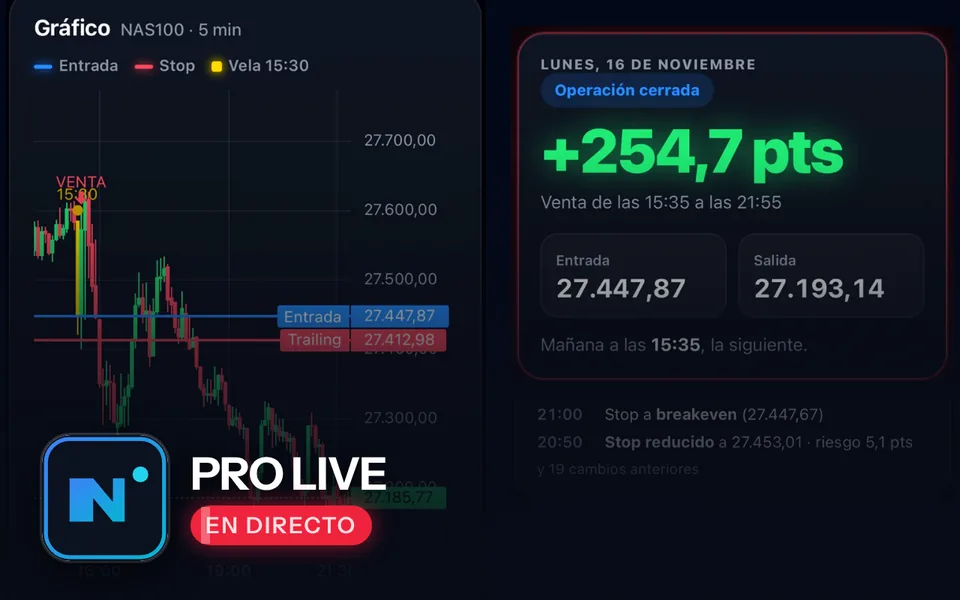 Gráfico NAS100 · 5 min
Entrada Stop Vela 15:30
27.700,00
VENTA
15:30
27.600,00
27.500,00
Entrada 27.447,87
Trailing 27.412,98
27.300,00
27.185,77
PRO LIVE
EN DIRECTO
19:00
LUNES, 16 DE NOVIEMBRE
Operación cerrada
+254,7 pts
Venta de las 15:35 a las 21:55
Entrada
27.447,87
Salida
27.193,14
Mañana a las 15:35, la siguiente.
21:00 Stop a breakeven (27.447,67)
20:50 Stop reducido a 27.453,01 · riesgo 5,1 pts
y 19 cambios anteriores